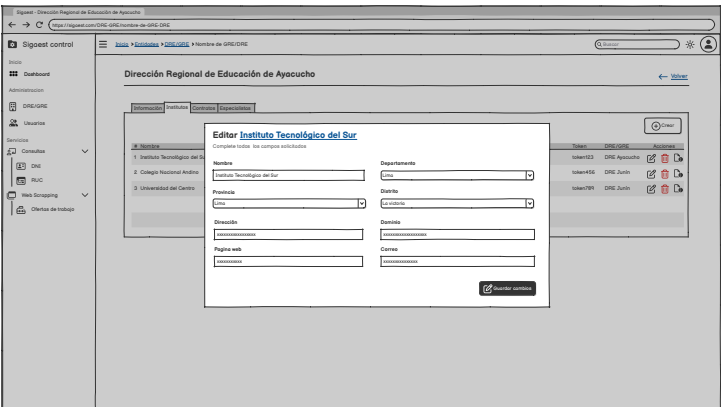 Sigoest - Dirección Regional de Educación de Ayacucho
https://sigoest.com/DRE-GRE/nombre-de-GRE-DRE
Sigoest control
Inicio > Entidades > DRE/GRE > Nombre de GRE/DRE
Buscar
Inicio
Dashboard
Administracion
DRE/GRE
Usuarios
Servicios
Consultas
DNI
RUC
Web Scrapping
Ofertas de trabajo
Dirección Regional de Educación de Ayacucho
Volver
Información Institutos Contratos Especialistas
Crear
# Nombre Token DRE/GRE Acciones
1 Instituto Tecnológico del Su token123 DRE Ayacucho
2 Colegio Nacional Andino token456 DRE Junín
3 Universidad del Centro token789 DRE Junín
Editar Instituto Tecnológico del Sur
Complete todos los campos solicitados
Nombre Departamento
Instituto Tecnológico del Sur Lima
Provincia Distrito
Lima La victoria
Dirección Dominio
Pagina web Correo
Guardar cambios